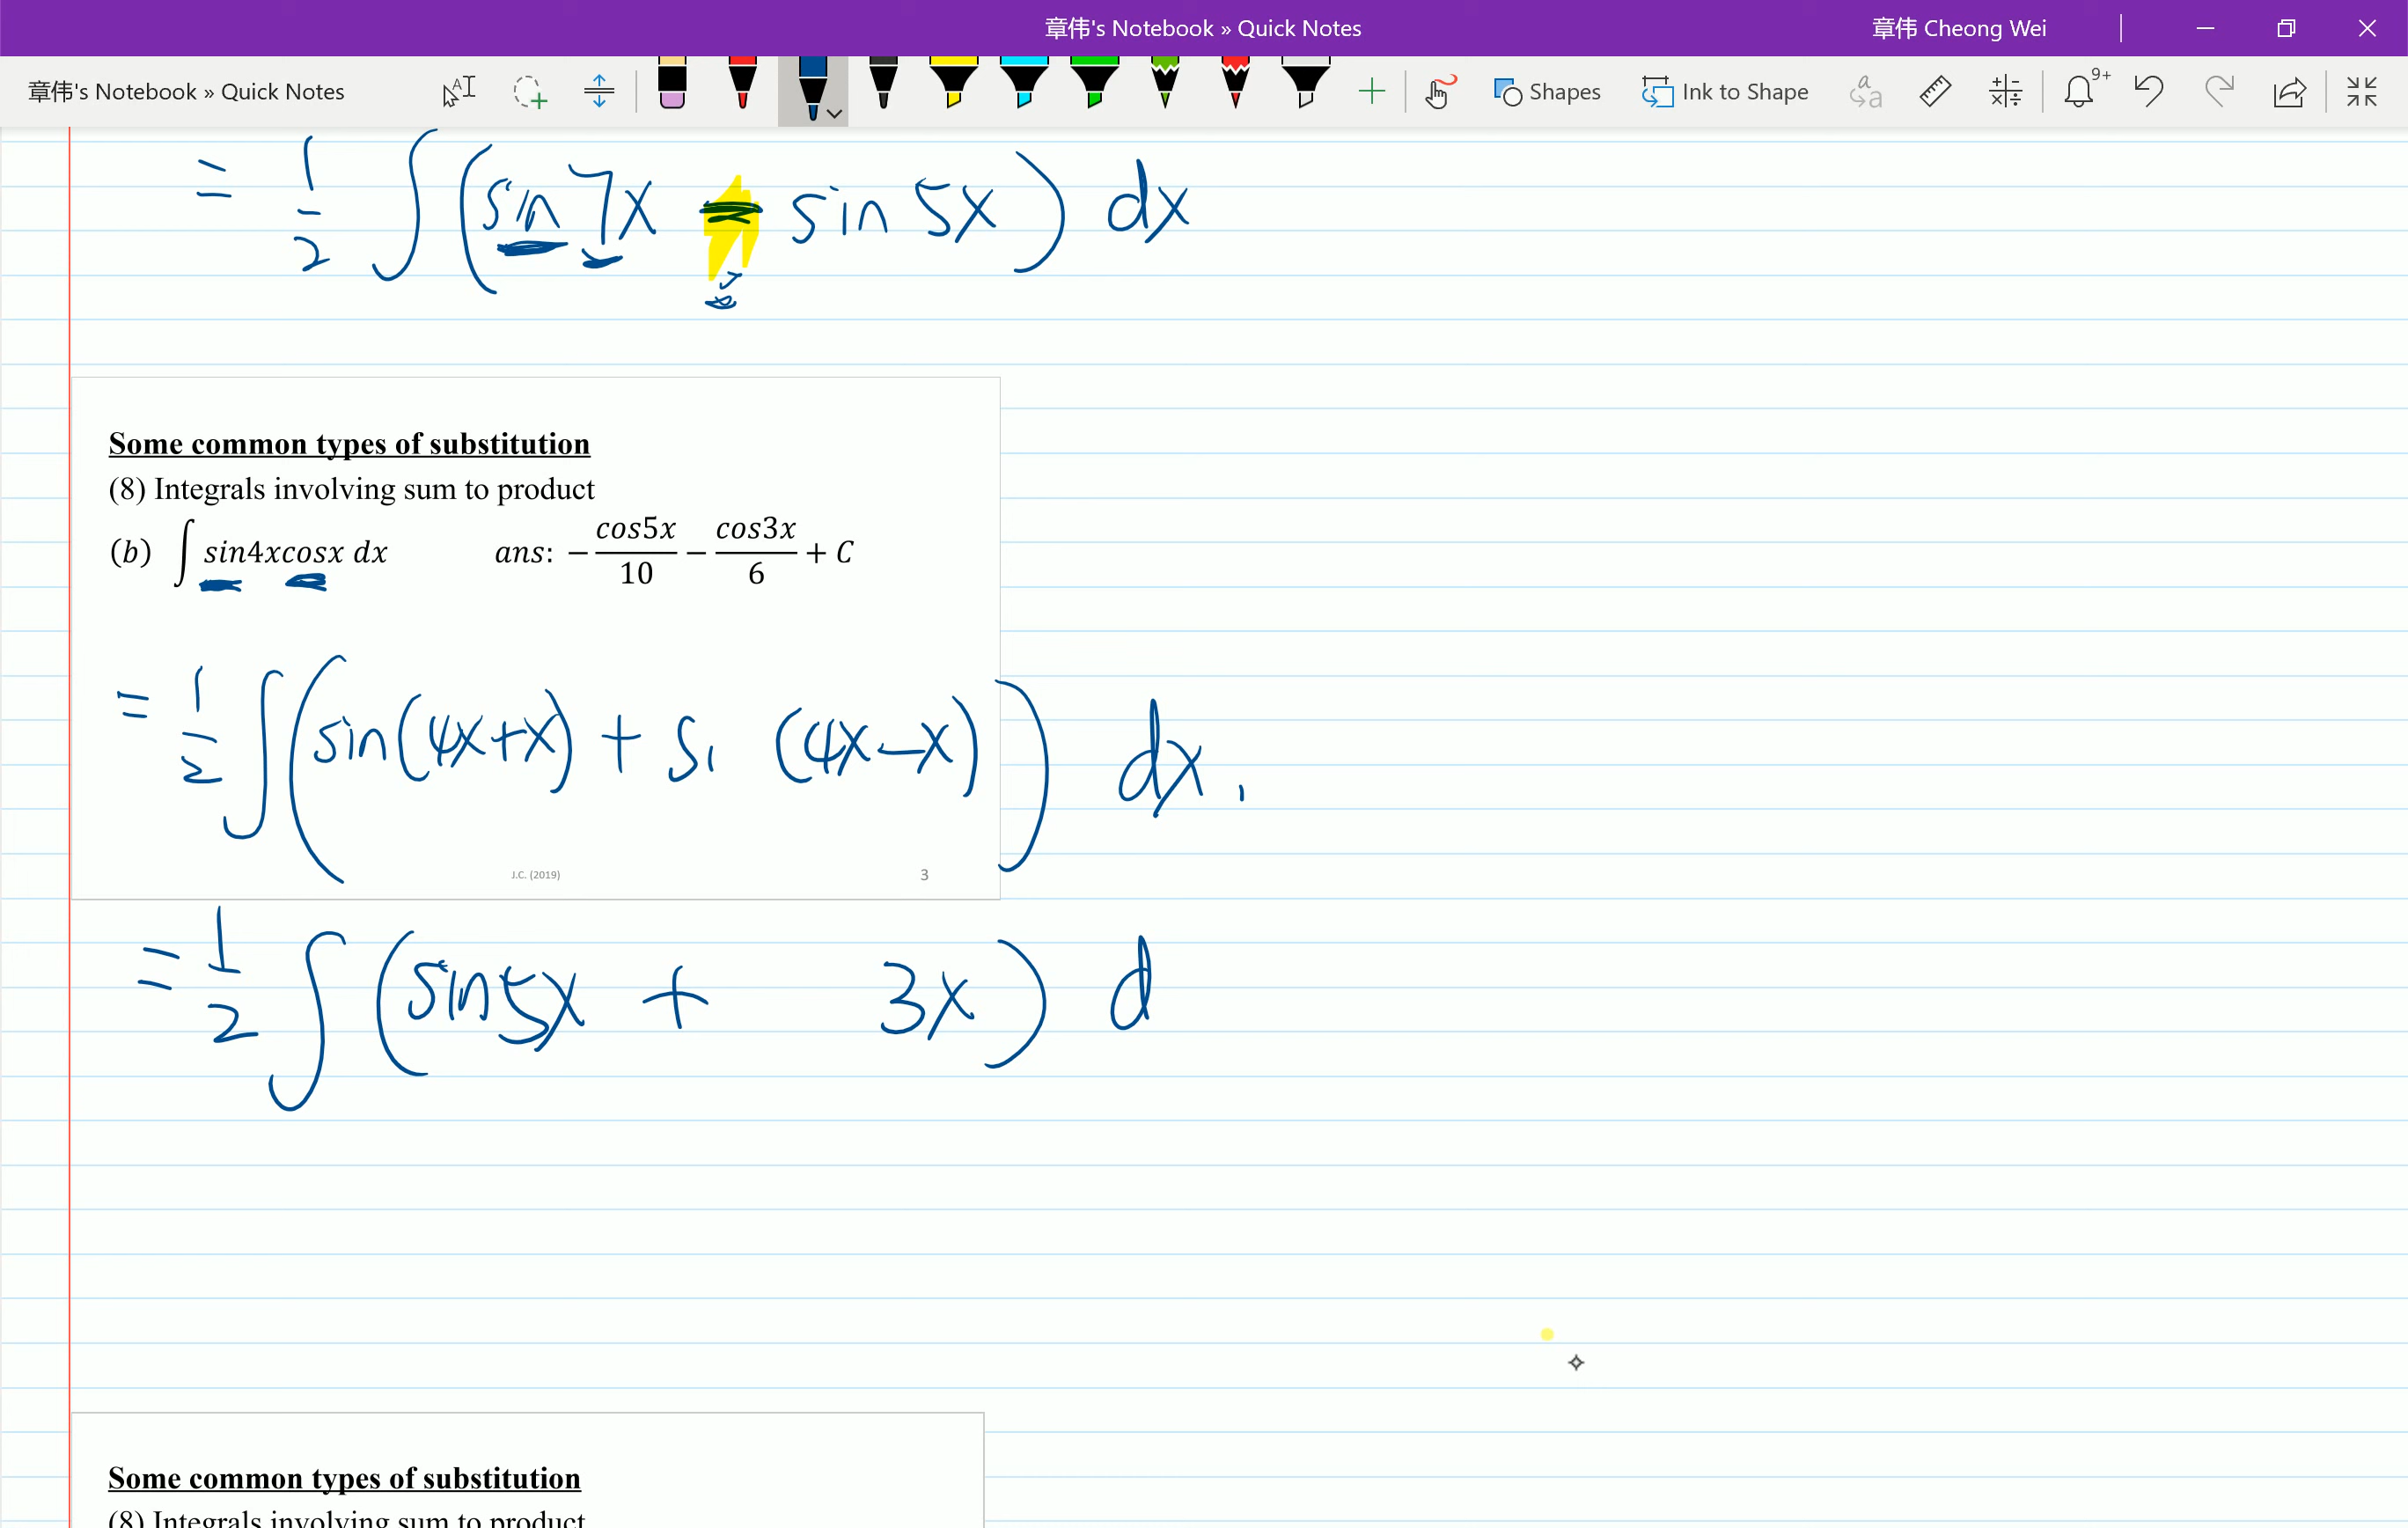 章伟's Notebook » Quick Notes
章伟 Cheong Wei
章伟's Notebook » Quick Notes
Shapes
Ink to Shape
9+
= 1/2 ∫ (sin 7x sin 5x) dx
Some common types of substitution
(8) Integrals involving sum to product
(b) ∫ sin4xcosx dx ans: − cos5x/10 − cos3x/6 + C
= 1/2 ∫ (sin(4x+x) + si (4x−x)) dx.
J.C. (2019) 3
= 1/2 ∫ (sin5x + 3x) d
Some common types of substitution
(8) Integrals involving sum to product